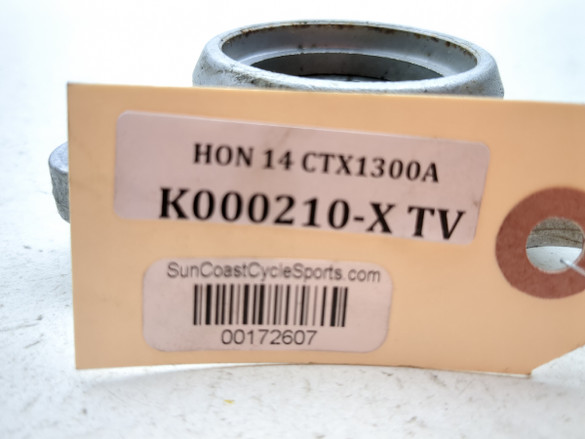 HON 14 CTX1300A
K000210-X TV
SunCoastCycleSports.com
00172607